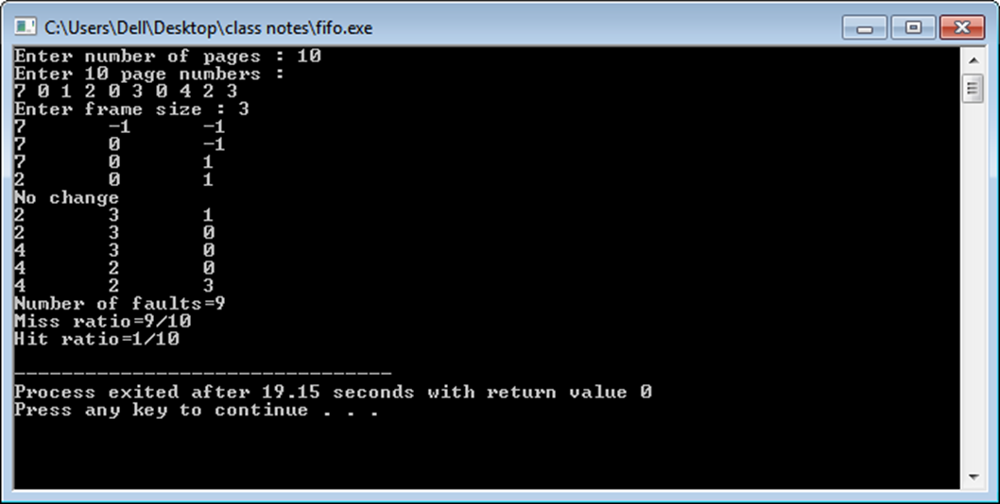 C:\Users\Dell\Desktop\class notes\fifo.exe
Enter number of pages : 10
Enter 10 page numbers :
7 0 1 2 0 3 0 4 2 3
Enter frame size : 3
7 -1 -1
7 0 -1
7 0 1
2 0 1
No change
2 3 1
2 3 0
4 3 0
4 2 0
4 2 3
Number of faults=9
Miss ratio=9/10
Hit ratio=1/10
--------------------------------
Process exited after 19.15 seconds with return value 0
Press any key to continue . . .